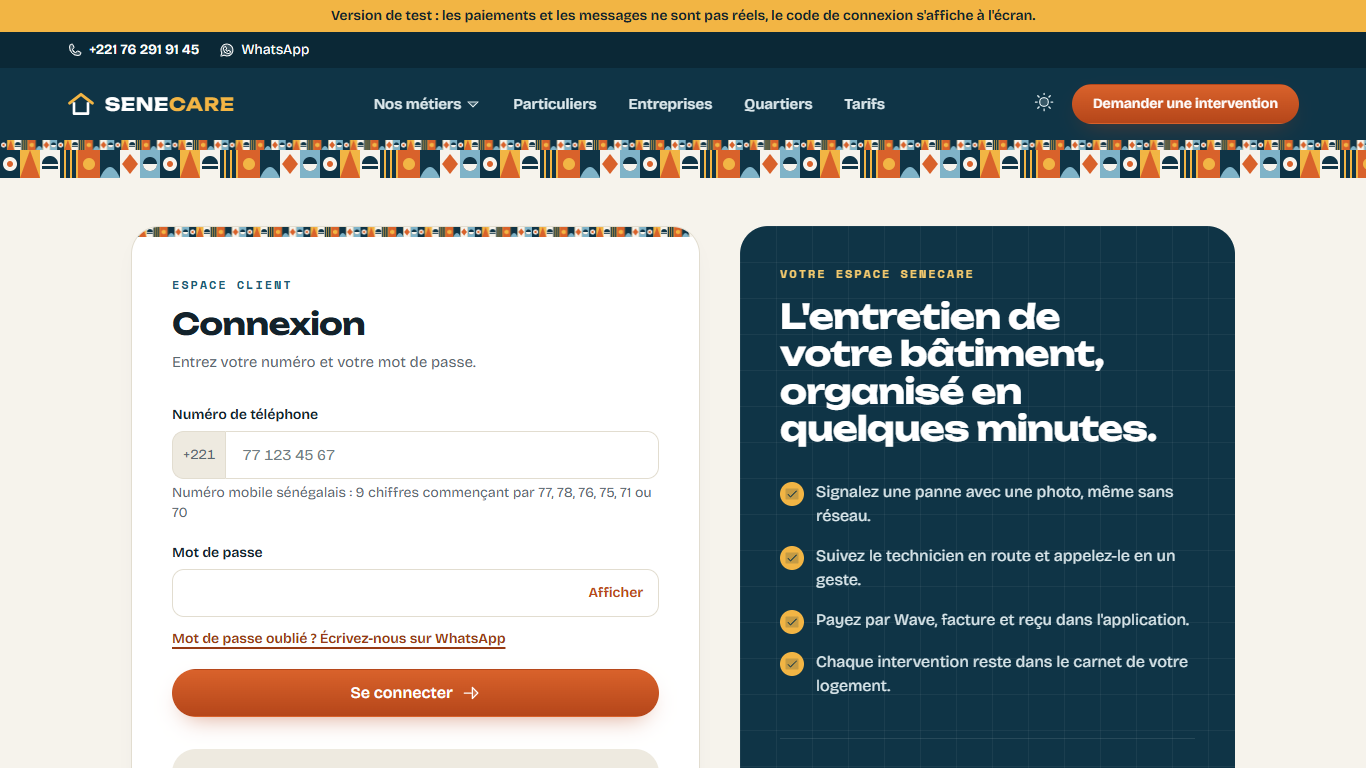 Version de test : les paiements et les messages ne sont pas réels, le code de connexion s'affiche à l'écran.
+221 76 291 91 45 WhatsApp
SENECARE
Nos métiers Particuliers Entreprises Quartiers Tarifs
Demander une intervention
ESPACE CLIENT
Connexion
Entrez votre numéro et votre mot de passe.
Numéro de téléphone
+221 77 123 45 67
Numéro mobile sénégalais : 9 chiffres commençant par 77, 78, 76, 75, 71 ou
70
Mot de passe
Afficher
Mot de passe oublié ? Écrivez-nous sur WhatsApp
Se connecter
VOTRE ESPACE SENECARE
L'entretien de
votre bâtiment,
organisé en
quelques minutes.
Signalez une panne avec une photo, même sans
réseau.
Suivez le technicien en route et appelez-le en un
geste.
Payez par Wave, facture et reçu dans l'application.
Chaque intervention reste dans le carnet de votre
logement.